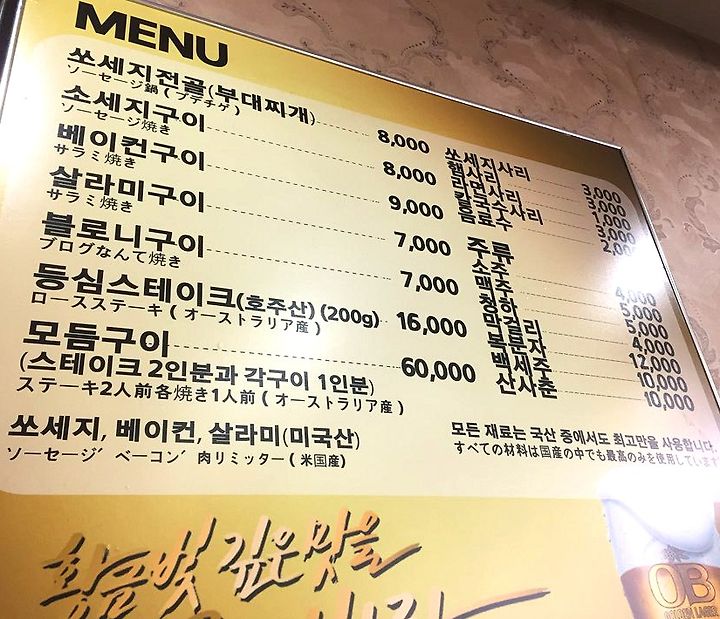 MENU
쏘세지전골(부대찌개) 8,000
ソーセージ鍋 ( プデチゲ )
소세지구이 8,000
ソーセージ焼き
베이컨구이 9,000
サラミ焼き
살라미구이 7,000
サラミ焼き
볼로니구이 7,000
ブログなんて焼き
등심스테이크(호주산) (200g) 16,000
ロースステーキ ( オーストラリア産 )
모듬구이 60,000
(스테이크 2인분과 각구이 1인분)
ステーキ2人前各焼き1人前 ( オーストラリア産 )
쏘세지, 베이컨, 살라미(미국산)
ソーセージ’ベーコン’肉リミッター ( 米国産)
쏘세지사리 3,000
햄사리 3,000
라면사리 1,000
칼국수사리 3,000
음료수 2,00
주류
소주 4,000
맥주 5,000
청하 5,000
막걸리 4,000
복분자 12,000
백세주 10,000
산사춘 10,000
모든 재료는 국산 중에서도 최고만을 사용합니다.
すべての材料は国産の中でも最高のみを使用しています
황금빛 깊은 맛을
OB
GOLDEN LAGER